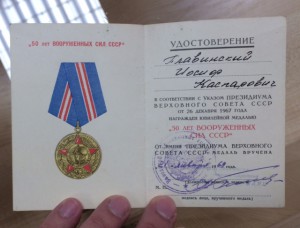 "50 лет ВООРУЖЕННЫХ СИЛ СССР"
УДОСТОВЕРЕНИЕ
Главинский
Иосиф
Каспарович
В СООТВЕТСТВИИ С УКАЗОМ ПРЕЗИДИУМА
ВЕРХОВНОГО СОВЕТА СССР
ОТ 26 ДЕКАБРЯ 1967 ГОДА
НАГРАЖДЕН ЮБИЛЕЙНОЙ МЕДАЛЬЮ
"50 ЛЕТ ВООРУЖЕННЫХ
СИЛ СССР"
ОТ ИМЕНИ ПРЕЗИДИУМА ВЕРХОВНОГО
СОВЕТА СССР МЕДАЛЬ ВРУЧЕНА